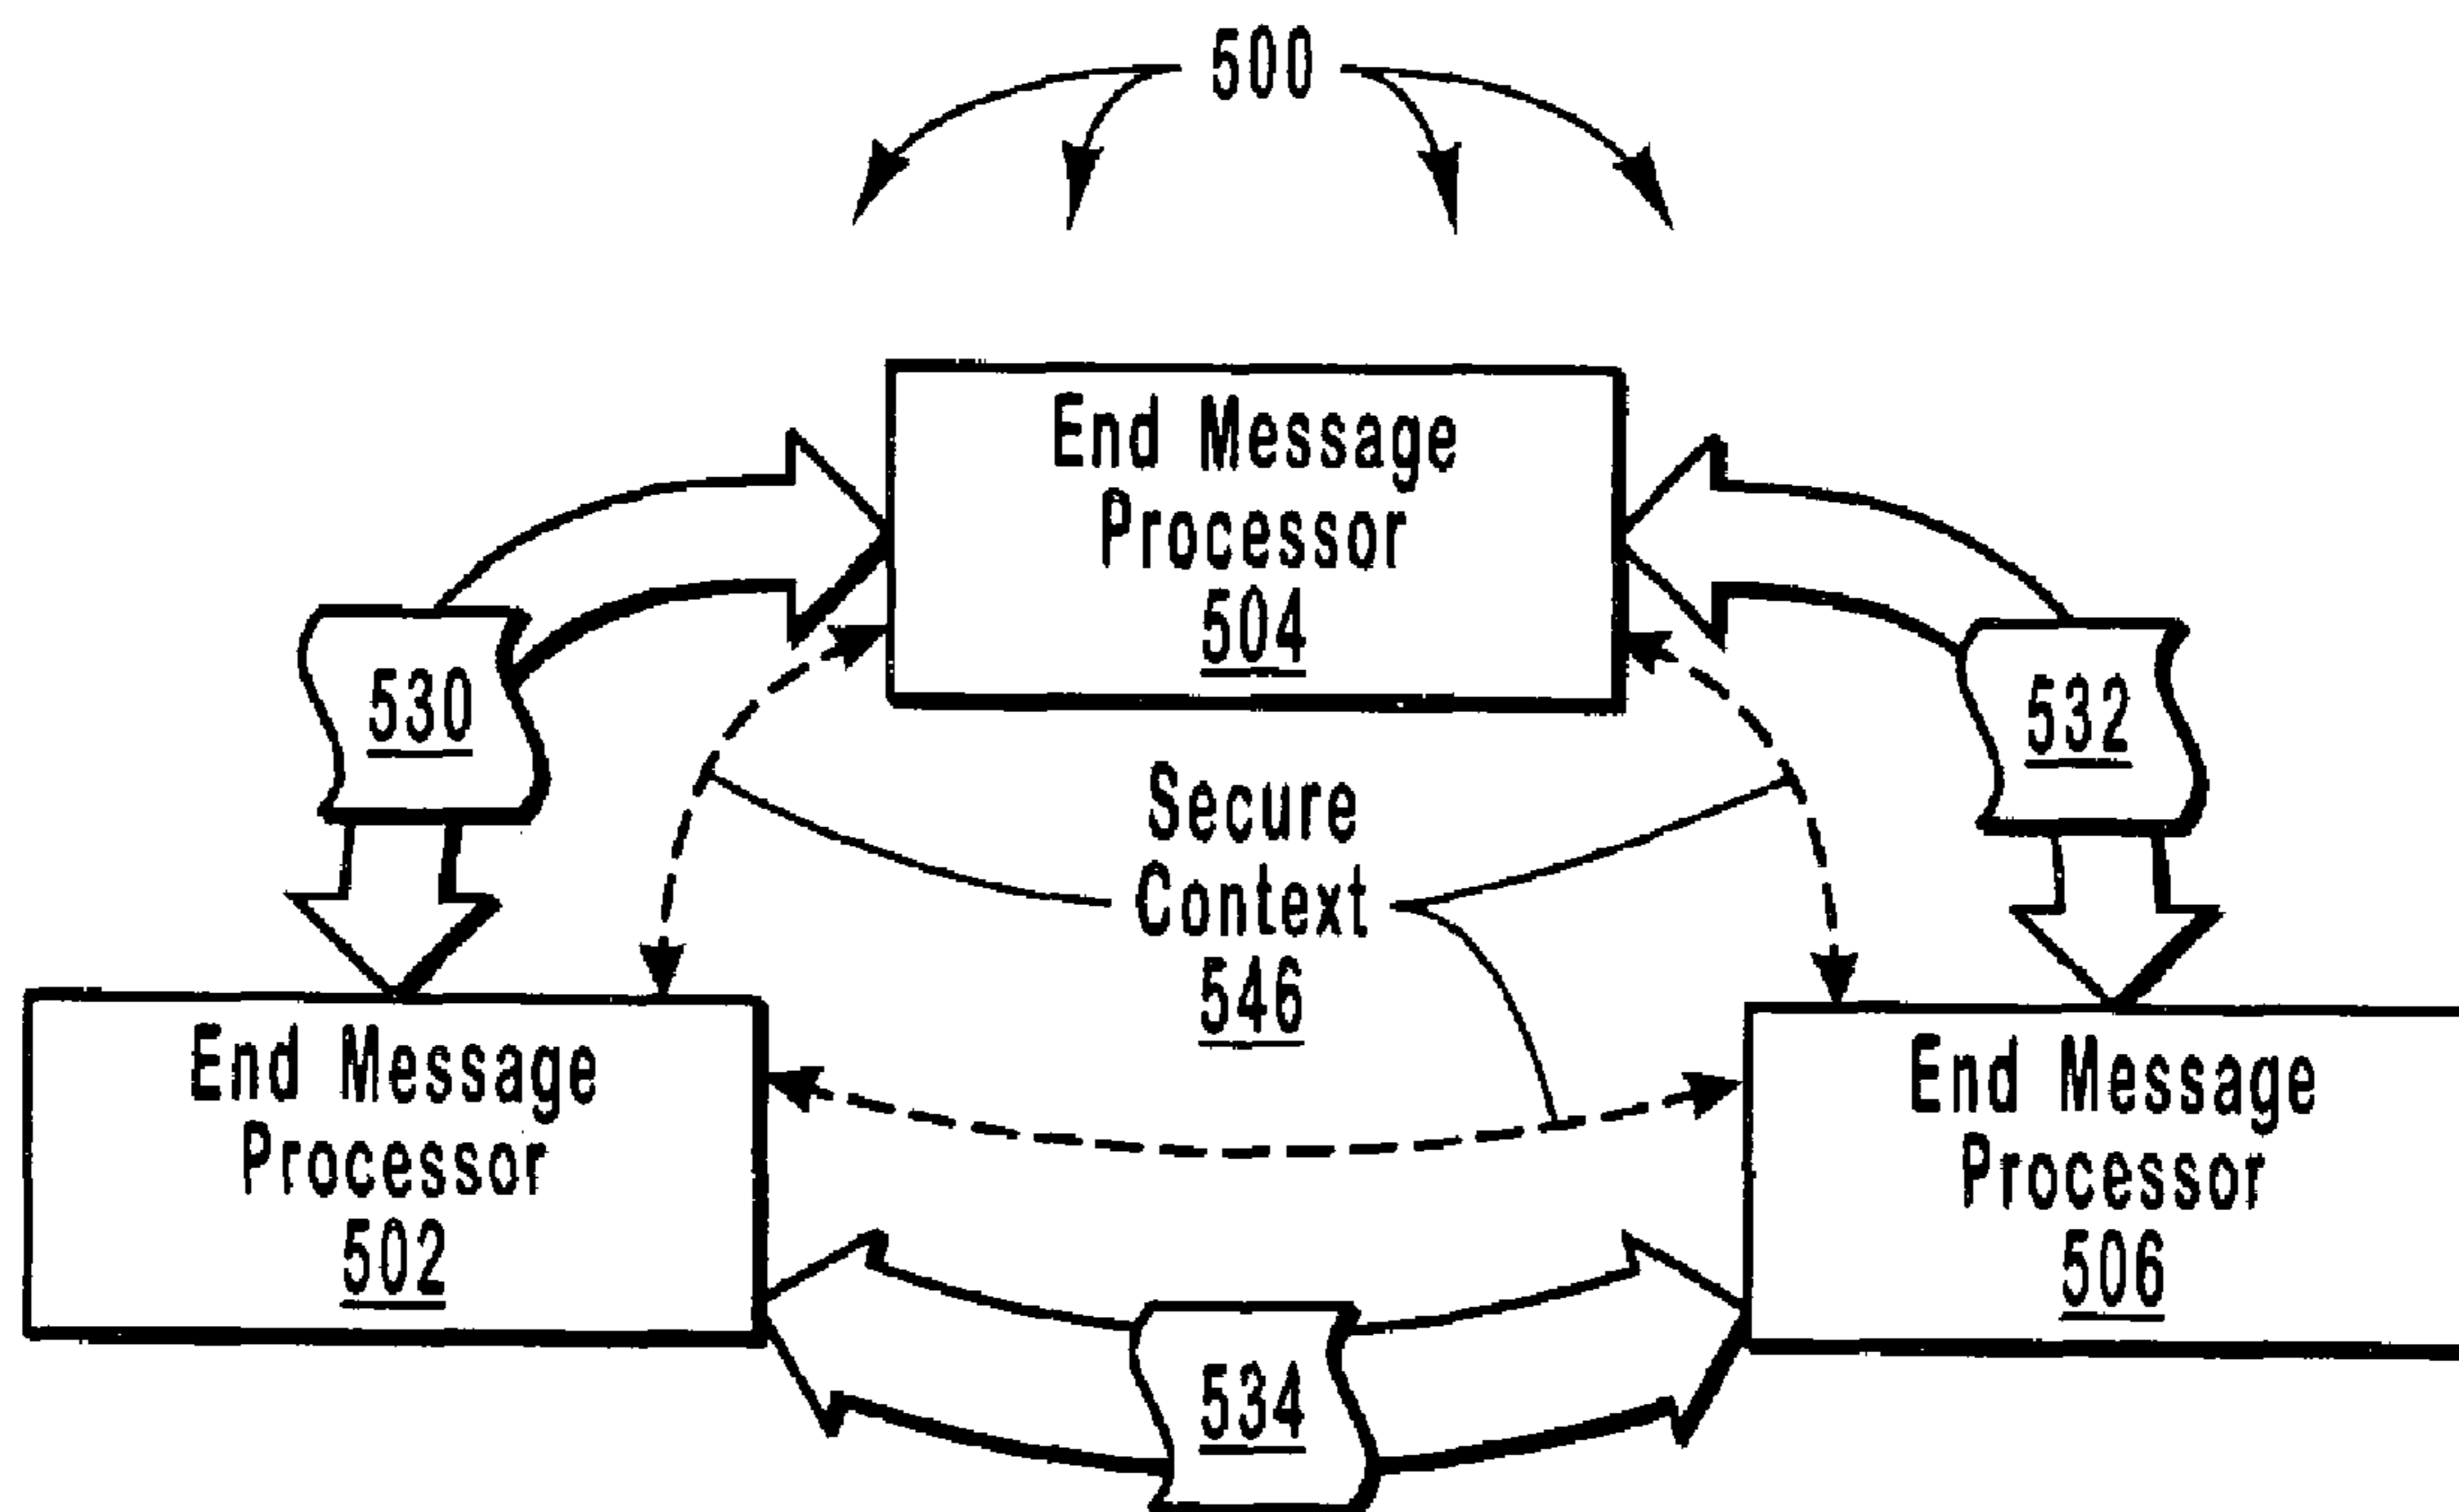 500
End Message
Processor
504
530
532
Secure
Context
546
End Message
Processor
502
End Message
Processor
506
534